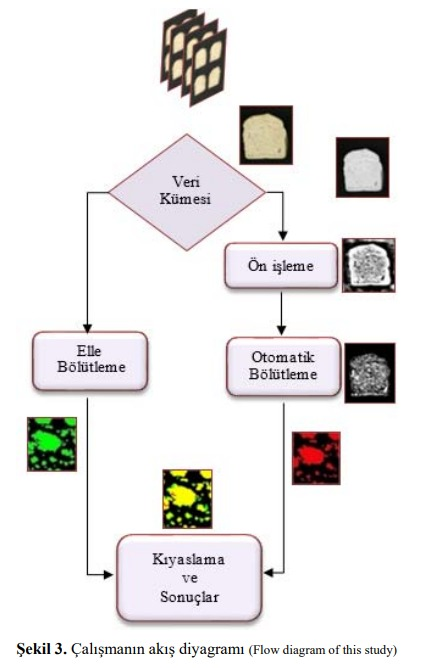 Veri
Kümesi
Ön işleme
Elle
Bölütleme
Otomatik
Bölütleme
Kıyaslama
ve
Sonuçlar
Şekil 3. Çalışmanın akış diyagramı (Flow diagram of this study)